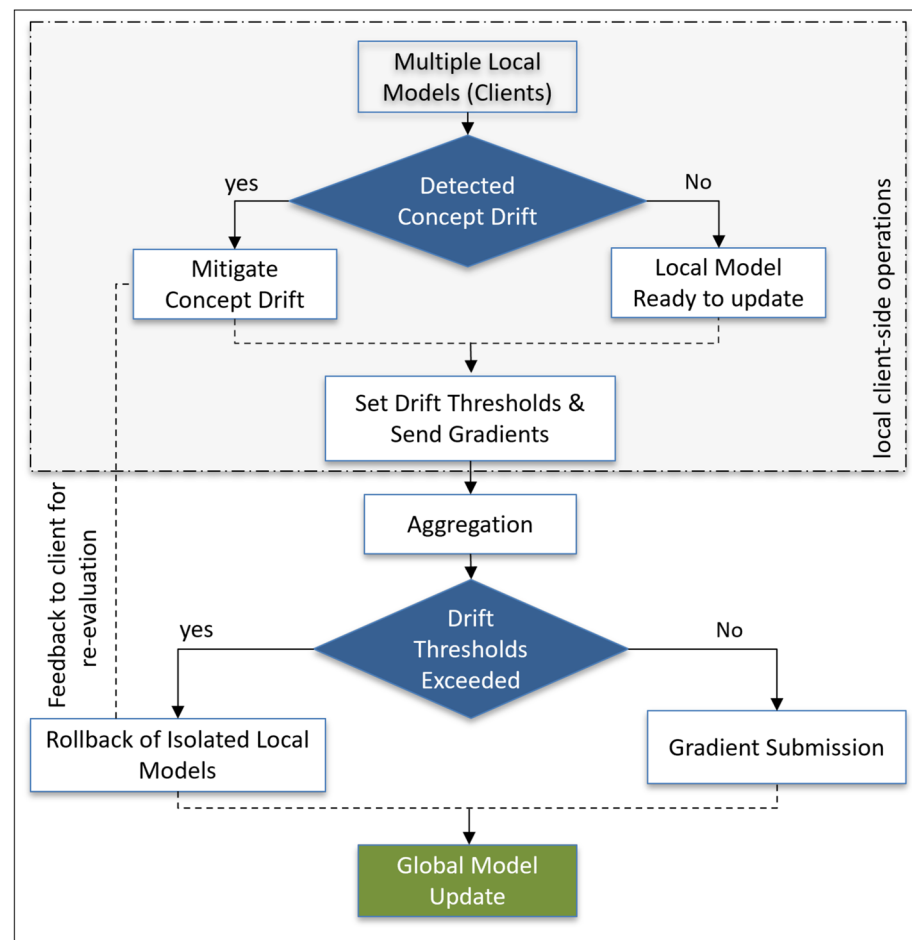 Multiple Local
Models (Clients)
Detected
Concept Drift
yes
No
Mitigate
Concept Drift
Local Model
Ready to update
local client-side operations
Set Drift Thresholds &
Send Gradients
Aggregation
Feedback to client for
re-evaluation
Drift
Thresholds
Exceeded
yes
No
Rollback of Isolated Local
Models
Gradient Submission
Global Model
Update